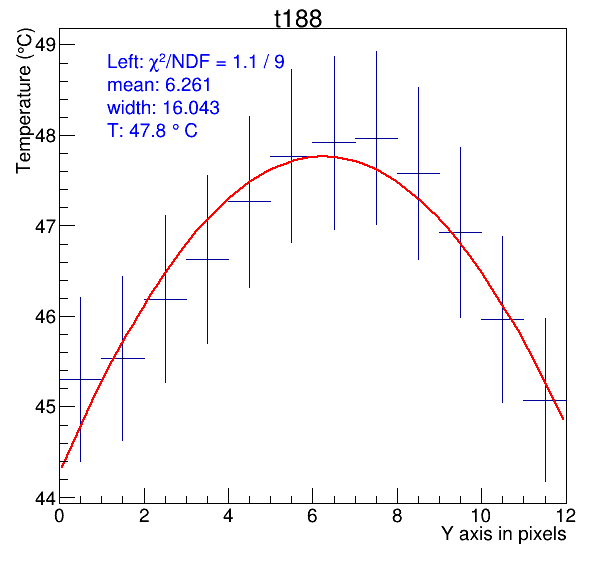 t188
Temperature (°C)
Left: χ²/NDF = 1.1 / 9
mean: 6.261
width: 16.043
T: 47.8 ° C
49
48
47
46
45
44
0 2 4 6 8 10 12
Y axis in pixels